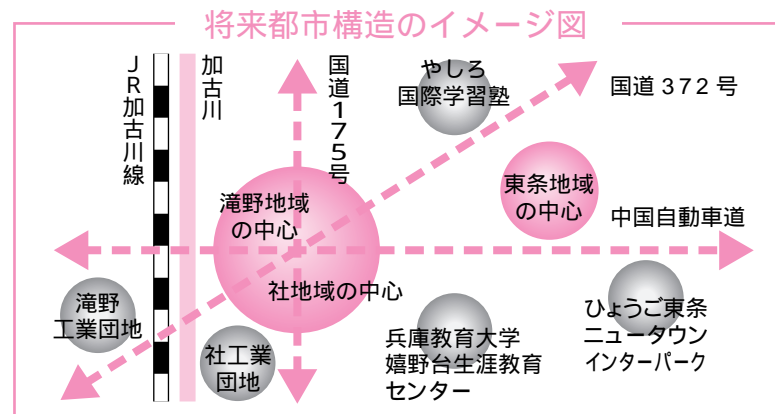 将来都市構造のイメージ図
ＪＲ加古川線
加古川
国道175号
やしろ
国際学習塾
国道372号
滝野地域
の中心
東条地域
の中心
中国自動車道
社地域の中心
滝野
工業団地
社工業
団地
兵庫教育大学
嬉野台生涯教育
センター
ひょうご東条
ニュータウン
インターパーク